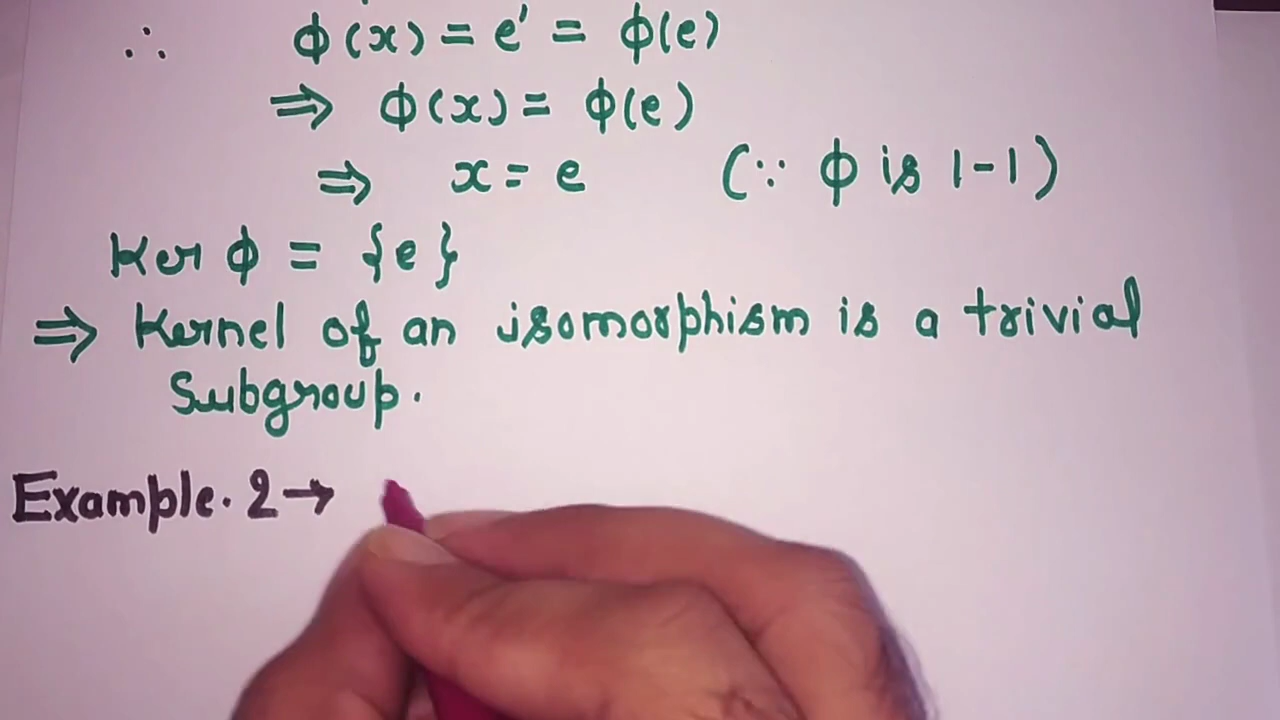 ∴ ϕ(x) = e' = ϕ(e)
⇒ ϕ(x) = ϕ(e)
⇒ x = e (∵ ϕ is 1-1)
Ker ϕ = {e}
⇒ Kernel of an isomorphism is a trivial
Subgroup.
Example. 2 →